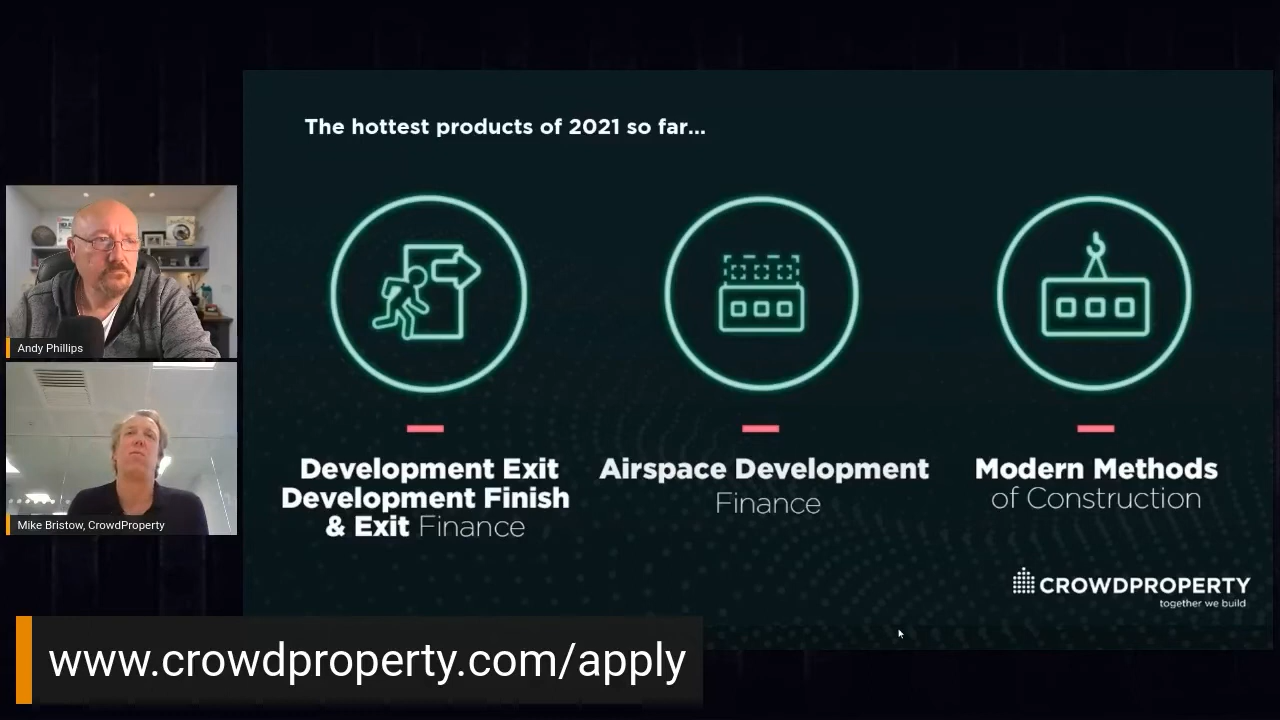 The hottest products of 2021 so far...
Andy Phillips
Mike Bristow, CrowdProperty
Development Exit
Development Finish
& Exit Finance
Airspace Development
Finance
Modern Methods
of Construction
CROWDPROPERTY
together we build
www.crowdproperty.com/apply